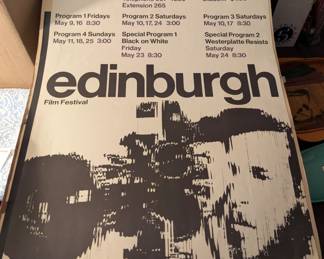 Extension 265
Program 1 Fridays
May 9, 16 8:30
Program 2 Saturdays
May 10, 17, 24 3:00
Program 3 Saturdays
May 10, 17 8:30
Program 4 Sundays
May 11, 18, 25 3:00
Special Program 1
Black on White
Friday
May 23 8:30
Special Program 2
Westerplatte Resists
Saturday
May 24 8:30
edinburgh
Film Festival